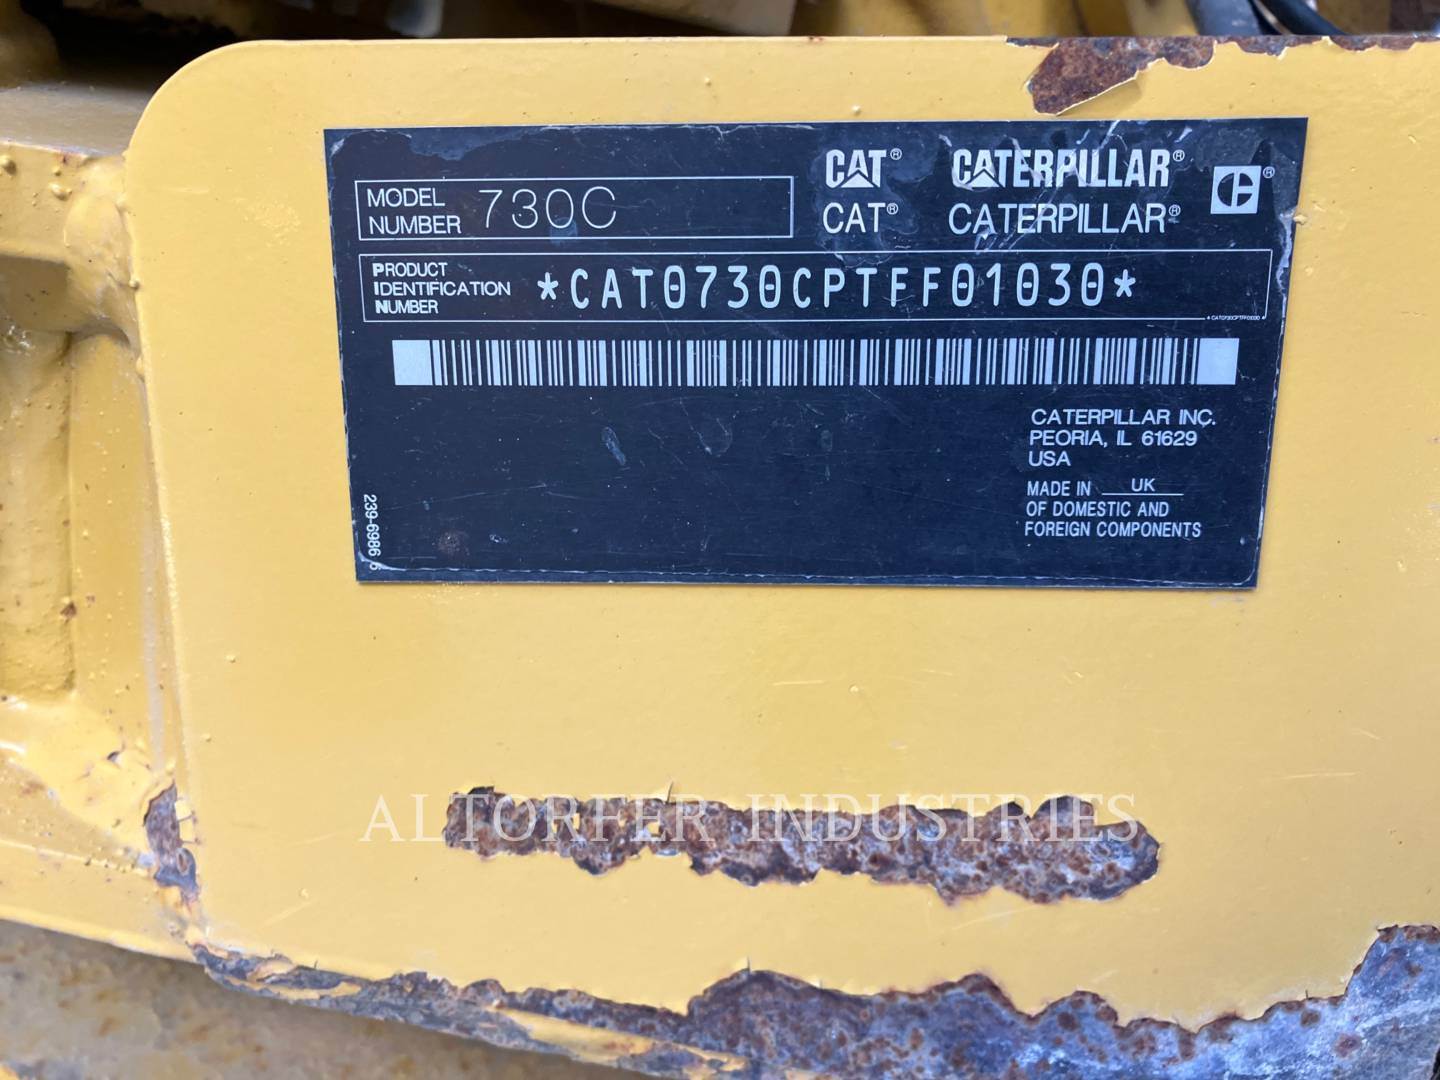 MODEL NUMBER 730C
CAT® CATERPILLAR®
CAT® CATERPILLAR®
PRODUCT IDENTIFICATION NUMBER *CAT0730CPTFF01030*
*CAT0730CPTFF01030*
CATERPILLAR INC.
PEORIA, IL 61629
USA
MADE IN UK
OF DOMESTIC AND
FOREIGN COMPONENTS
239-6986
ALTORFER INDUSTRIES